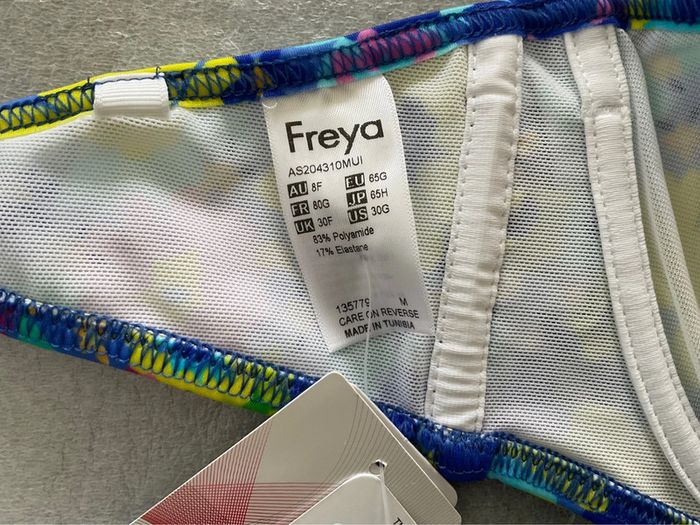 Freya
AS204310MUI
AU 8F EU 65G
FR 80G JP 65H
UK 30F US 30G
83% Polyamide
17% Elastane
135779 M
CARE ON REVERSE
MADE IN TUNISIA